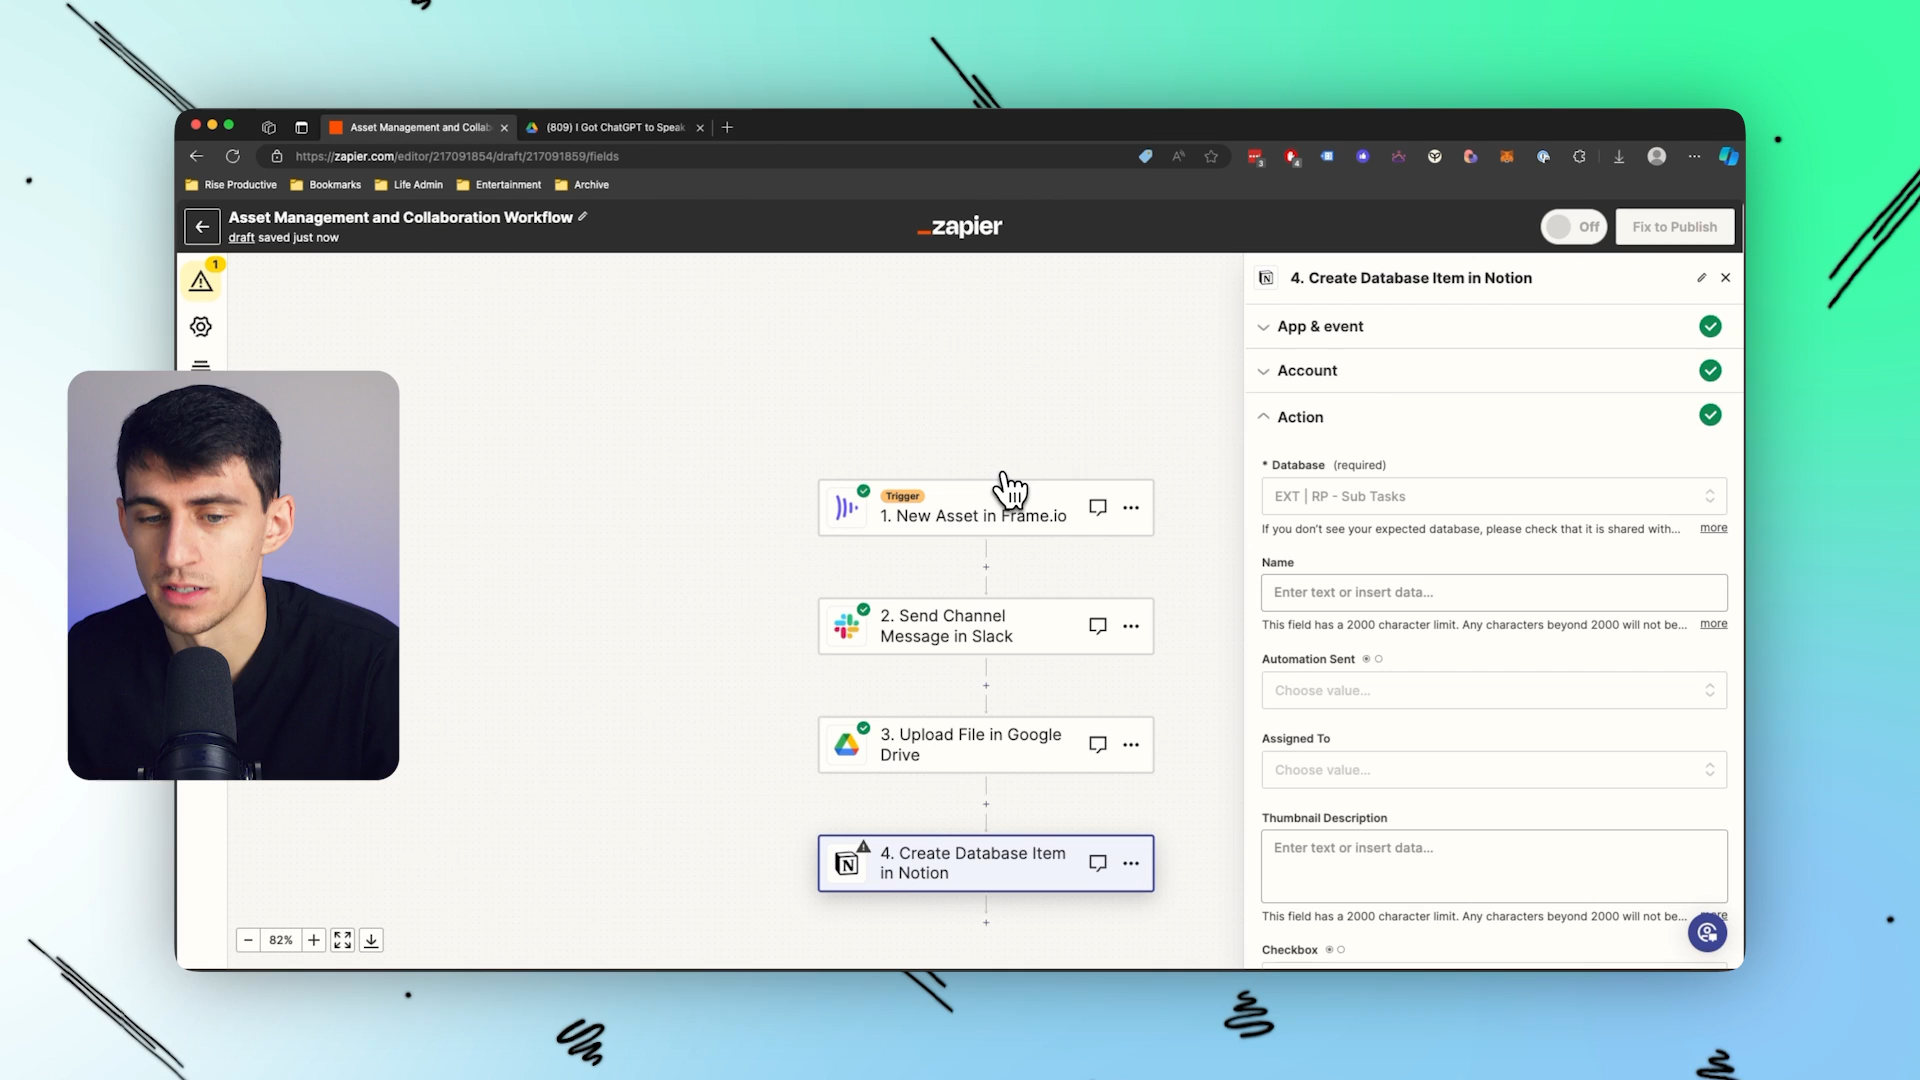 Asset Management and Collab
(809) I Got ChatGPT to Speak
https://zapier.com/editor/217091854/draft/217091859/fields
3
4
Rise Productive
Bookmarks
Life Admin
Entertainment
Archive
Asset Management and Collaboration Workflow
draft saved just now
_zapier
Off
Fix to Publish
1
4. Create Database Item in Notion
App & event
Account
Action
* Database (required)
EXT | RP - Sub Tasks
If you don't see your expected database, please check that it is shared with... more
Name
Enter text or insert data...
This field has a 2000 character limit. Any characters beyond 2000 will not be... more
Automation Sent
Choose value...
Assigned To
Choose value...
Thumbnail Description
Enter text or insert data...
This field has a 2000 character limit. Any characters beyond 2000 will not be... more
Checkbox
Trigger
1. New Asset in Frame.io
2. Send Channel
Message in Slack
3. Upload File in Google
Drive
4. Create Database Item
in Notion
82%